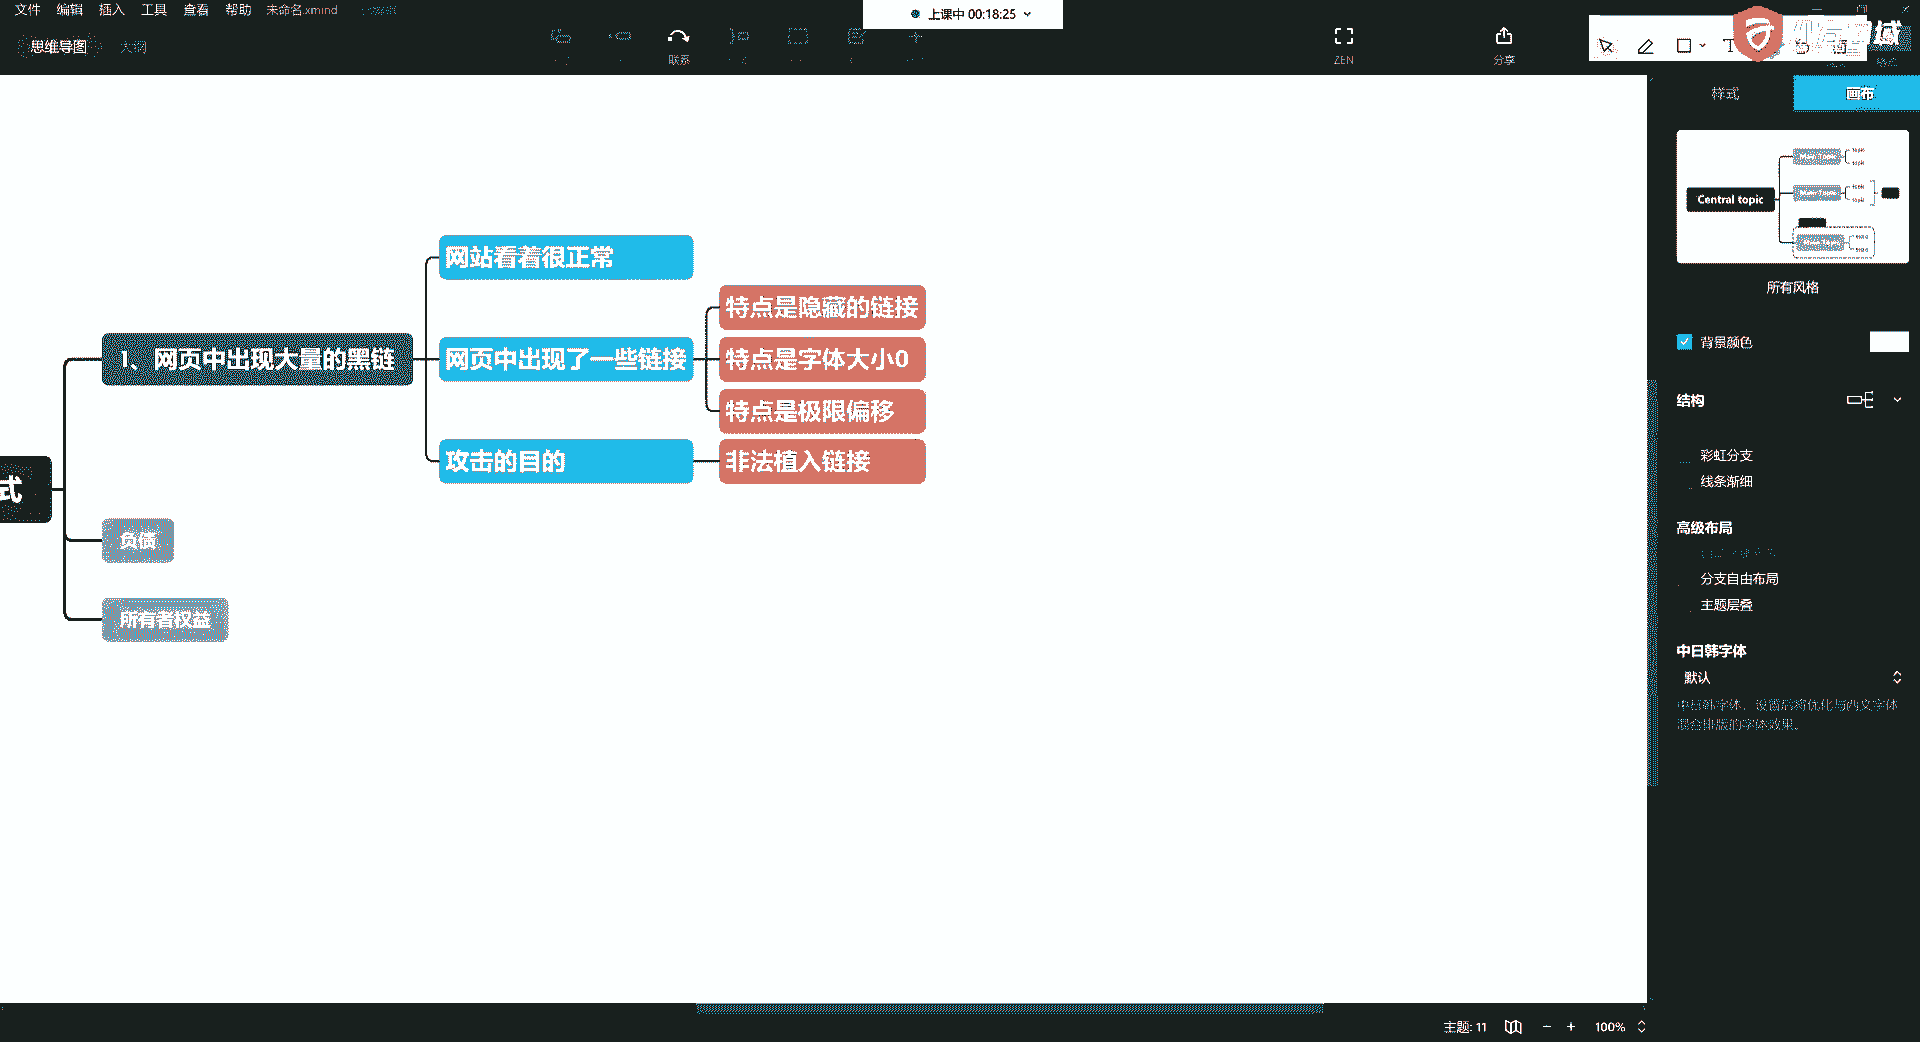 文件 编辑 插入 工具 查看 帮助 未命名.xmind
上课中 00:18:25
思维导图 大纲
联系
ZEN
分享
域
样式 画布
Central topic
所有风格
背景颜色
结构
彩虹分支
线条渐细
高级布局
分支自由布局
主题层叠
中日韩字体
默认
中日韩字体，设置后将优化与西文字体
混合排版的字体效果。
网站看着很正常
特点是隐藏的链接
1、网页中出现大量的黑链
网页中出现了一些链接
特点是字体大小0
特点是极限偏移
攻击的目的
非法植入链接
式
负债
所有者权益
主题: 11
100%